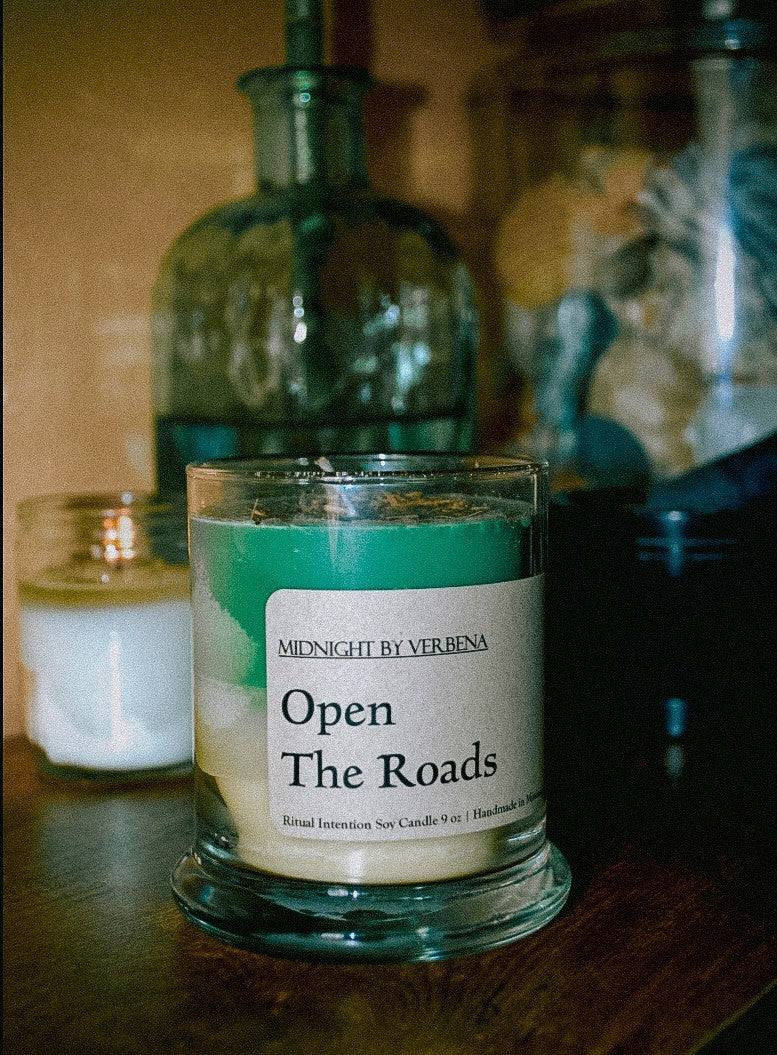 MIDNIGHT BY VERBENA
Open
The Roads
Ritual Intention Soy Candle 9 oz | Handmade in